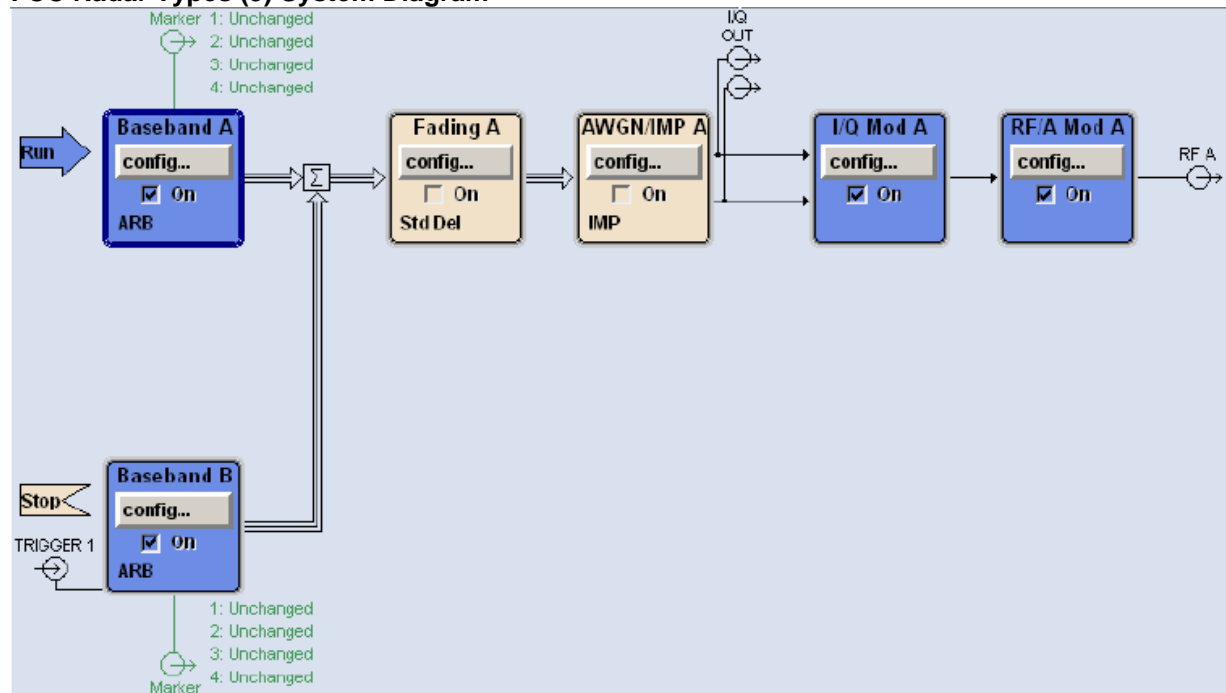 Marker 1: Unchanged
2: Unchanged
3: Unchanged
4: Unchanged
I/Q
OUT
Run
Baseband A
config...
On
ARB
Σ
Fading A
config...
On
Std Del
AWGN/IMP A
config...
On
IMP
I/Q Mod A
config...
On
RF/A Mod A
config...
On
RF A
Stop
TRIGGER 1
Baseband B
config...
On
ARB
1: Unchanged
2: Unchanged
3: Unchanged
4: Unchanged
Marker